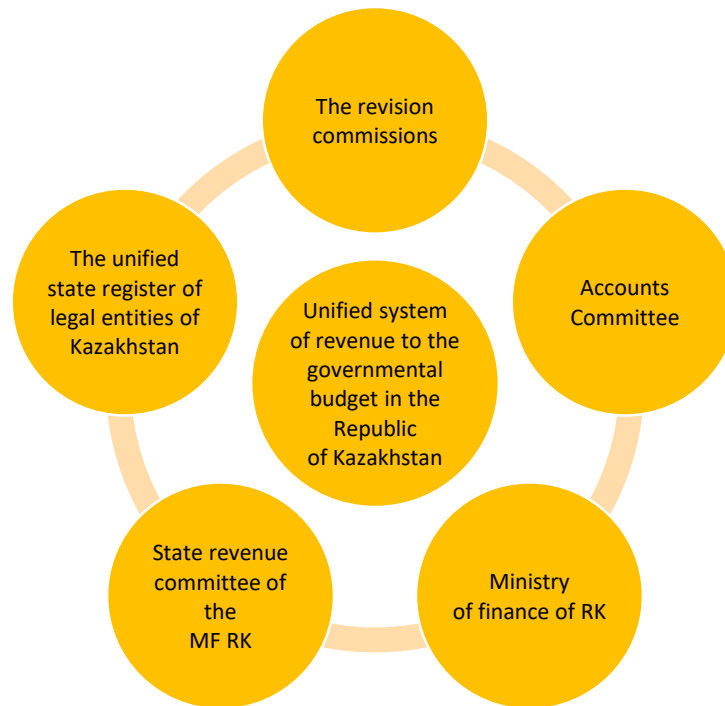 The revision
commissions
The unified
state register of
legal entities of
Kazakhstan
Unified system
of revenue to the
governmental
budget in the
Republic
of Kazakhstan
Accounts
Committee
State revenue
committee of
the
MF RK
Ministry
of finance of RK